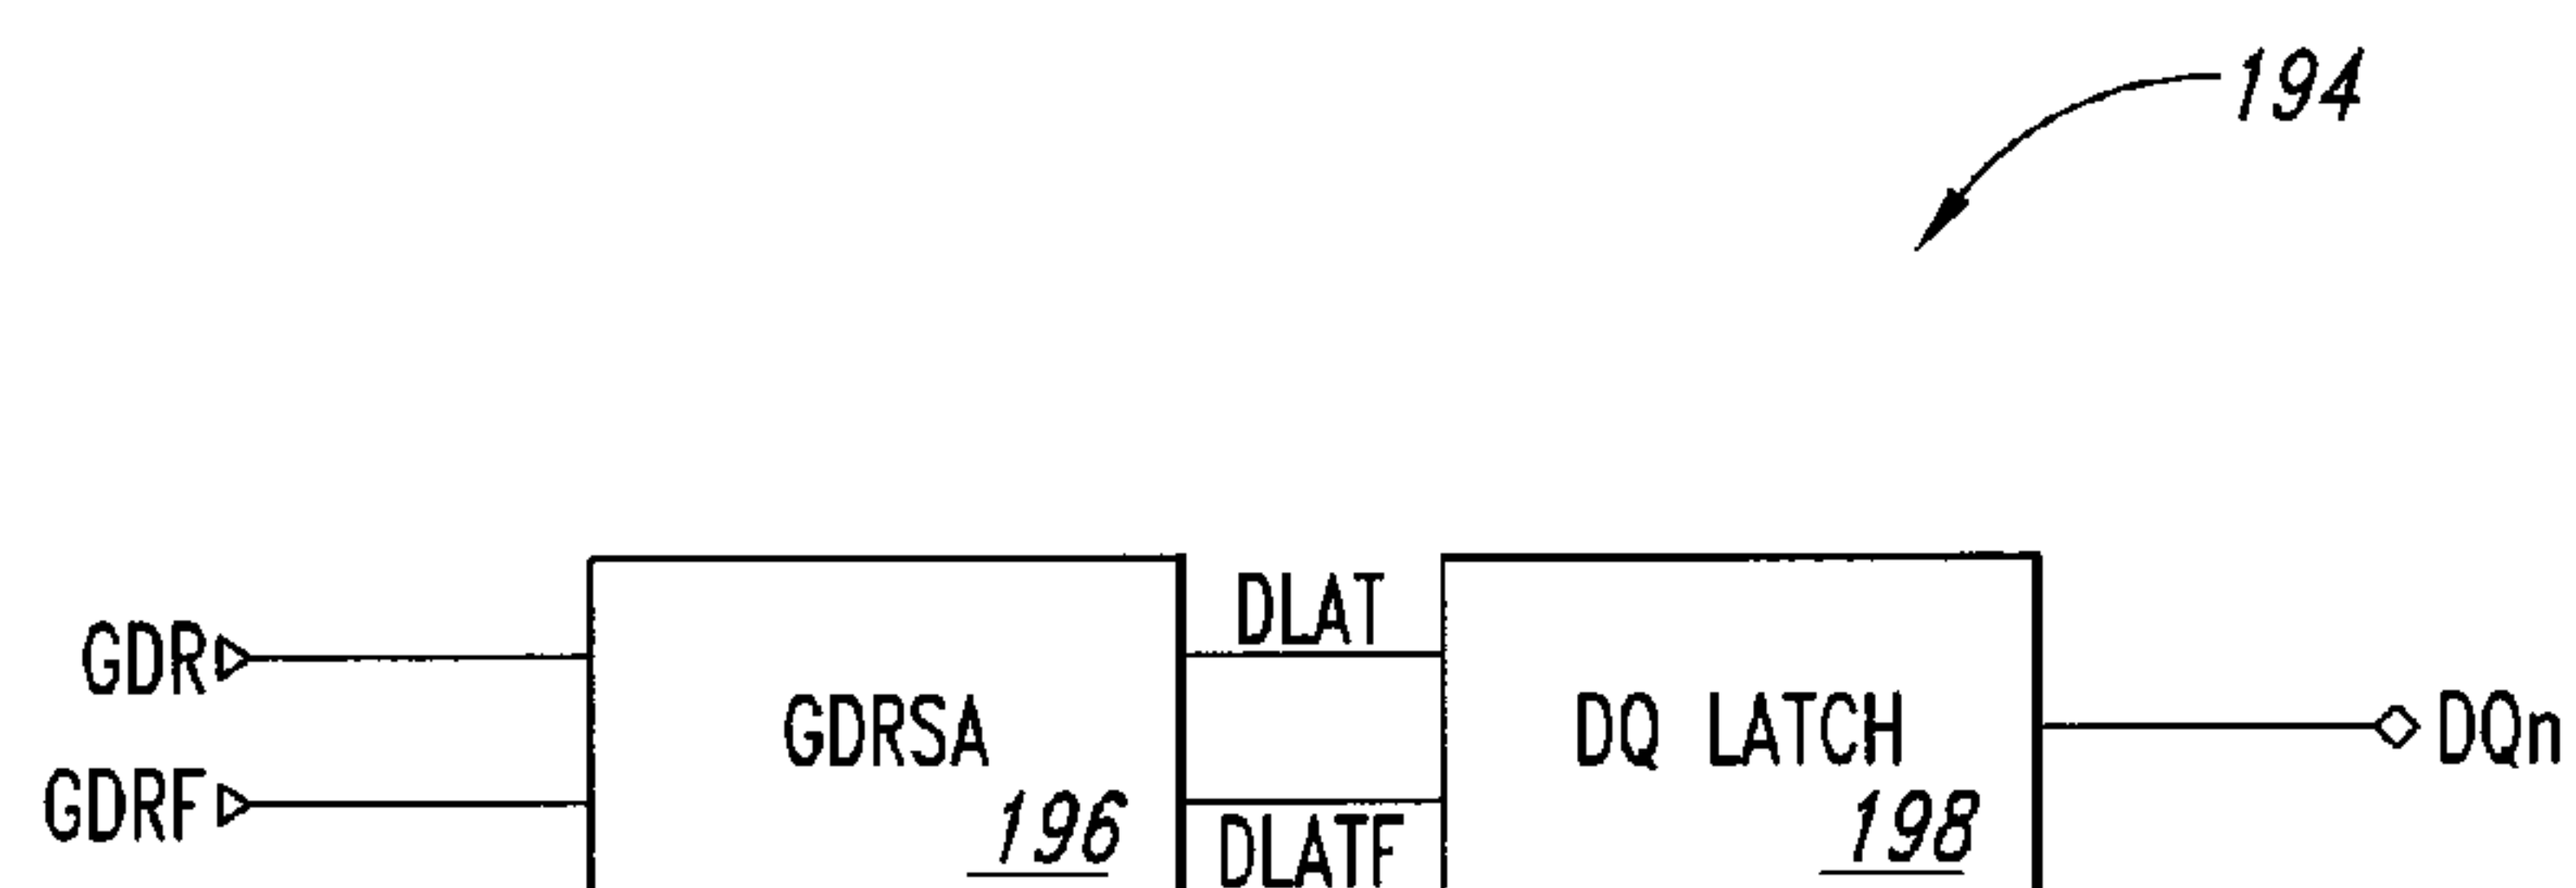 194
DLAT
GDR
GDRSA
DQ LATCH
DQn
GDRF
196
198
DLATF